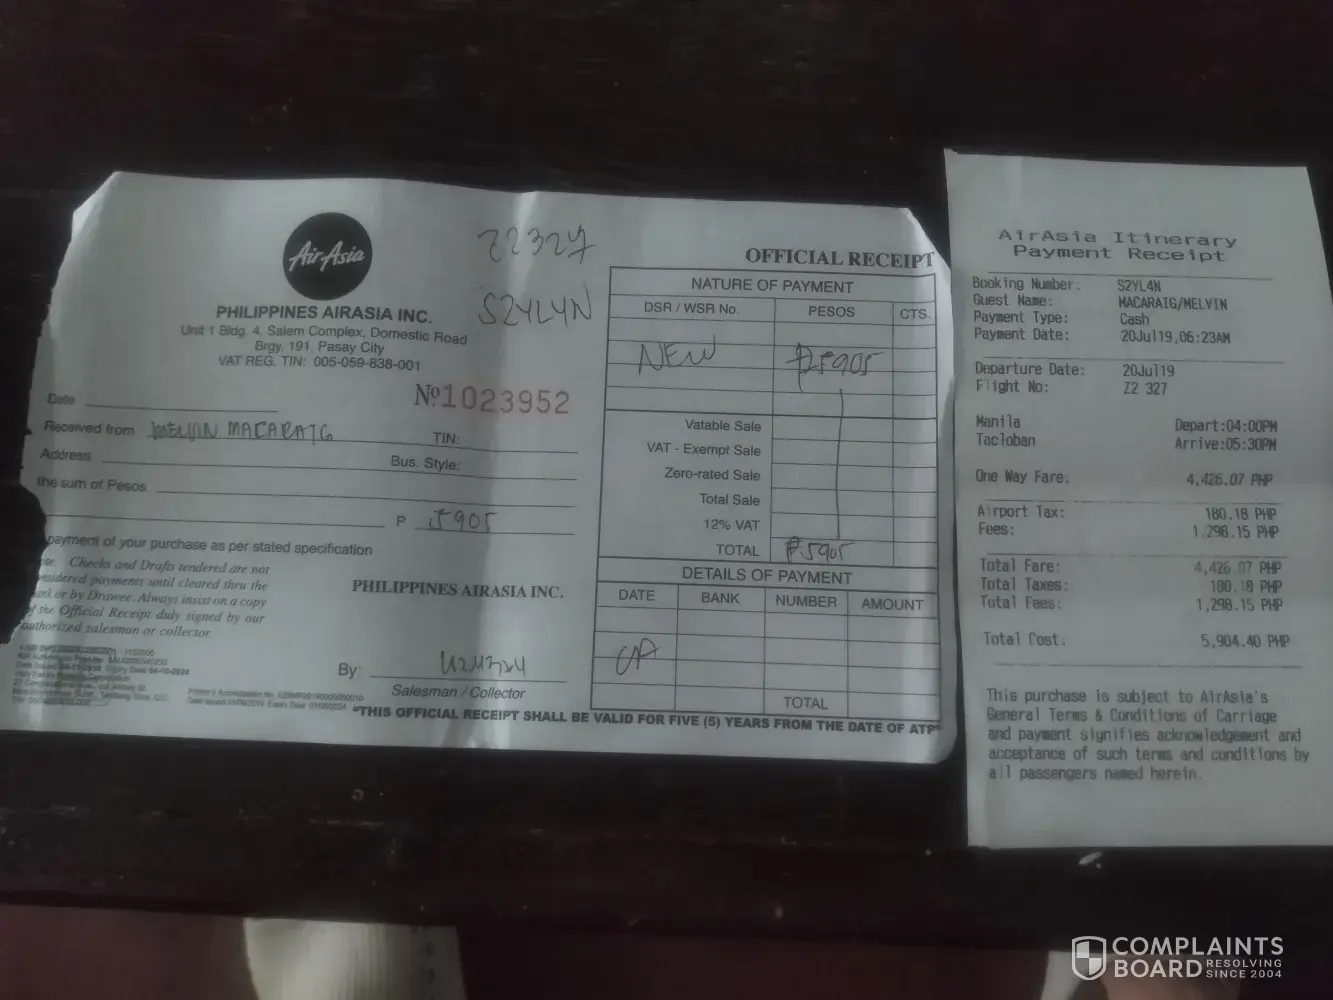 AirAsia
PHILIPPINES AIRASIA INC.
Unit 1 Bldg. 4, Salem Complex, Domestic Road
Brgy. 191, Pasay City
VAT REG. TIN: 005-059-838-001
Z2327
S2YL4N
№1023952
Date
Received from MELVIN MACARAIG TIN:
Address Bus. Style:
the sum of Pesos
P 5905
payment of your purchase as per stated specification
Checks and Drafts tendered are not
payments until cleared thru the
or by Drawee. Always insist on a copy
of the Official Receipt duly signed by our
authorized salesman or collector.
PHILIPPINES AIRASIA INC.
By:
Salesman / Collector
OFFICIAL RECEIPT
NATURE OF PAYMENT
DSR / WSR No. PESOS CTS.
NEW ₱5905
Vatable Sale
VAT - Exempt Sale
Zero-rated Sale
Total Sale
12% VAT
TOTAL ₱5905
DETAILS OF PAYMENT
DATE BANK NUMBER AMOUNT
TOTAL
"THIS OFFICIAL RECEIPT SHALL BE VALID FOR FIVE (5) YEARS FROM THE DATE OF ATP"
AirAsia Itinerary
Payment Receipt
Booking Number: S2YL4N
Guest Name: MACARAIG/MELVIN
Payment Type: Cash
Payment Date: 20Jul19,06:23AM
Departure Date: 20Jul19
Flight No: Z2 327
Manila Depart:04:00PM
Tacloban Arrive:05:30PM
One Way Fare: 4,426.07 PHP
Airport Tax: 180.18 PHP
Fees: 1,298.15 PHP
Total Fare: 4,426.07 PHP
Total Taxes: 180.18 PHP
Total Fees: 1,298.15 PHP
Total Cost: 5,904.40 PHP
This purchase is subject to AirAsia's
General Terms & Conditions of Carriage
and payment signifies acknowledgement and
acceptance of such terms and conditions by
all passengers named herein.
COMPLAINTS
BOARD RESOLVING
SINCE 2004